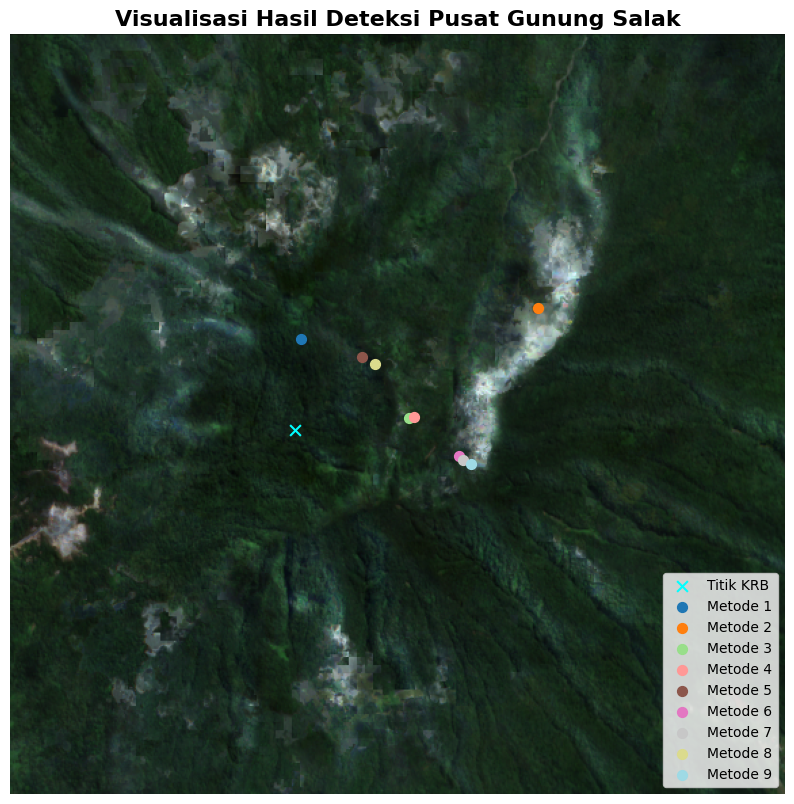 Visualisasi Hasil Deteksi Pusat Gunung Salak
Titik KRB
Metode 1
Metode 2
Metode 3
Metode 4
Metode 5
Metode 6
Metode 7
Metode 8
Metode 9